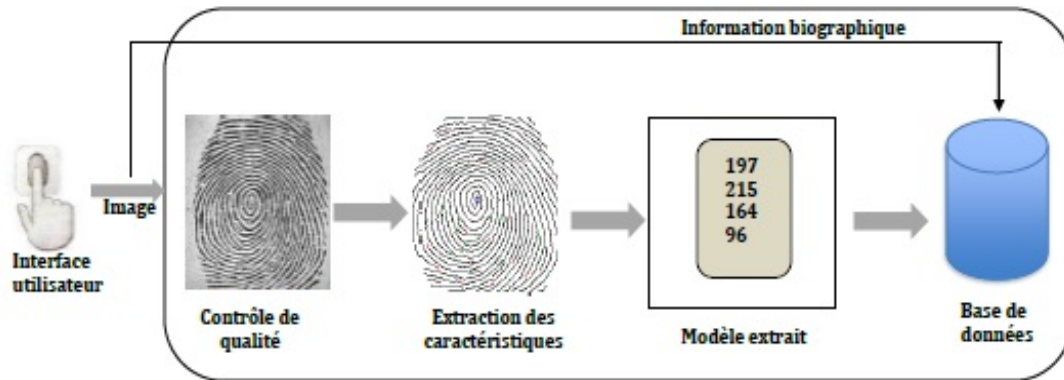 Information biographique
Image
Interface
utilisateur
Contrôle de
qualité
Extraction des
caractéristiques
197
215
164
96
Modèle extrait
Base de
données